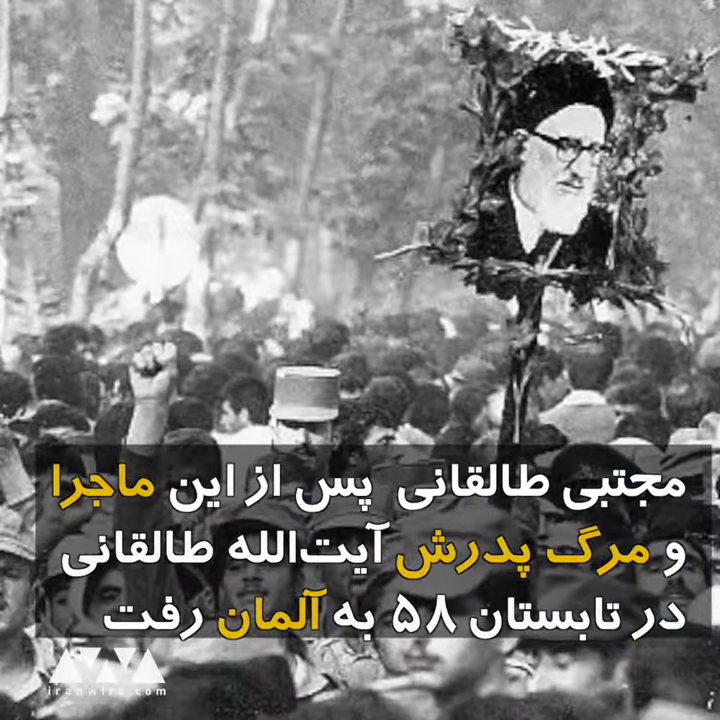 مجتبی طالقانی پس از این ماجرا
و مرگ پدرش آیت‌الله طالقانی
در تابستان ۵۸ به آلمان رفت
iranwire.com